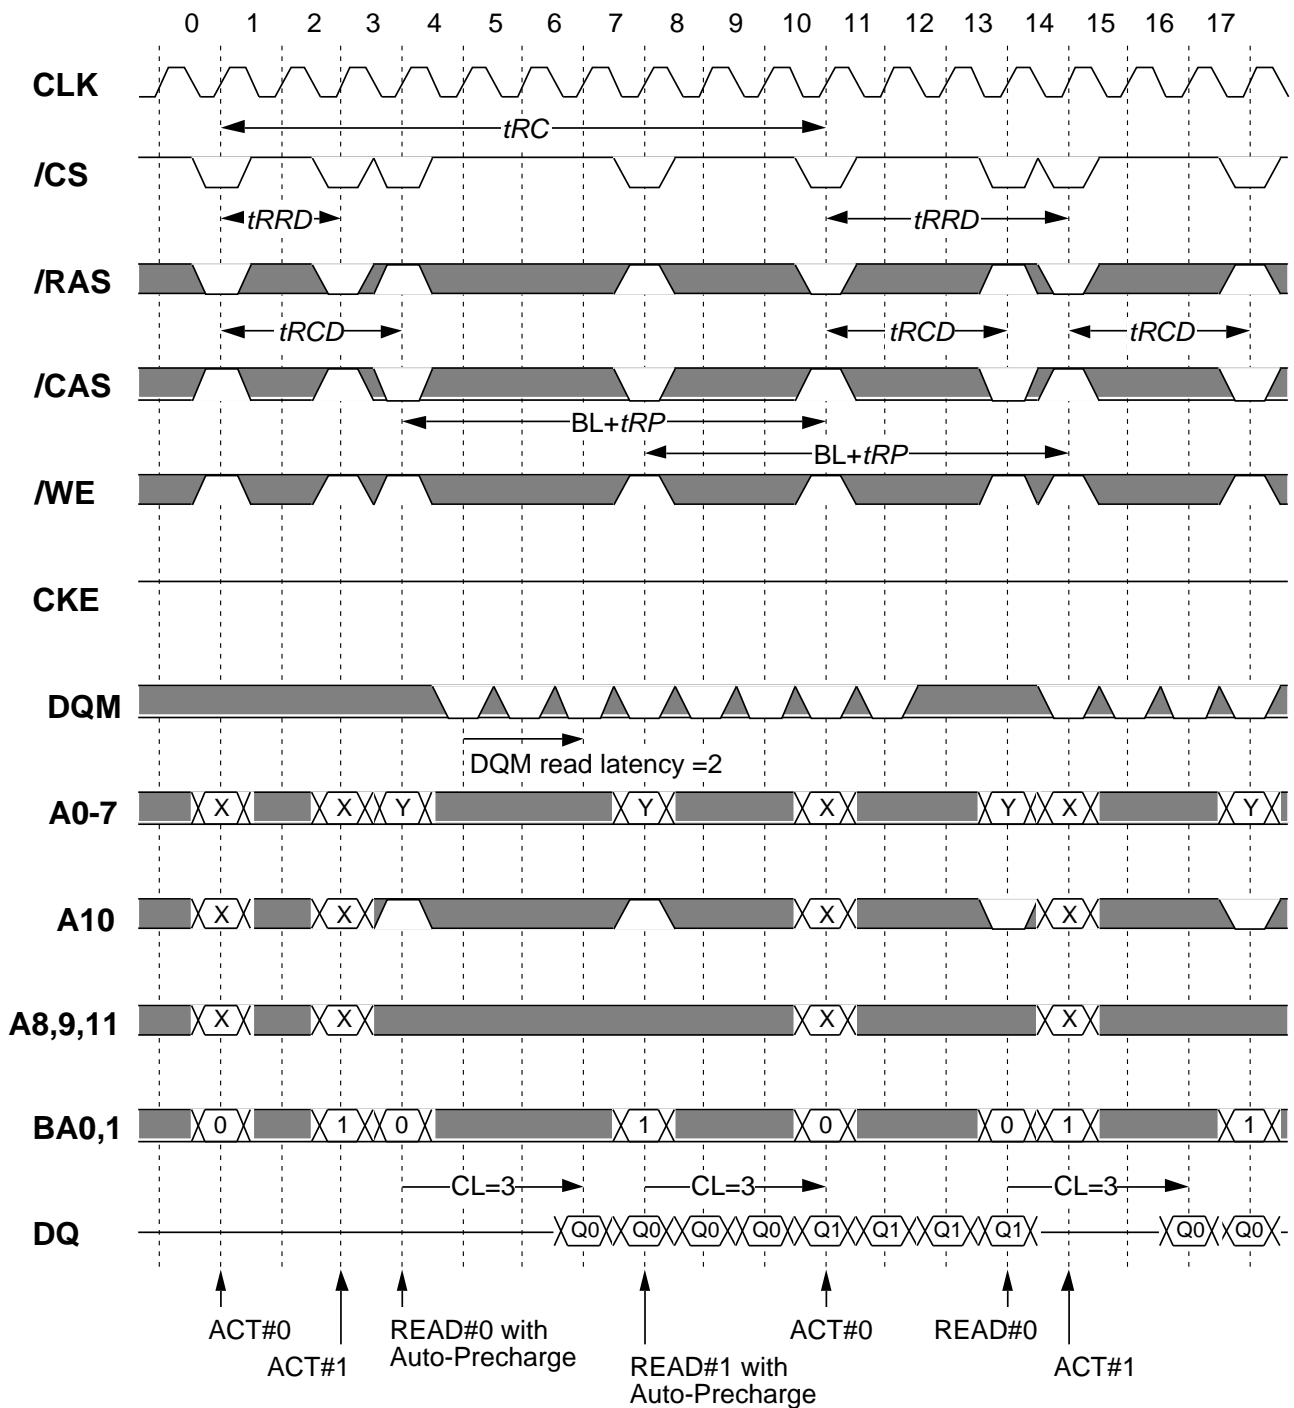 0 1 2 3 4 5 6 7 8 9 10 11 12 13 14 15 16 17
CLK
tRC
/CS
tRRD tRRD
/RAS
tRCD tRCD tRCD
/CAS
BL+tRP
BL+tRP
/WE
CKE
DQM
DQM read latency =2
A0-7 X X Y Y X Y X Y
A10 X X X X
A8,9,11 X X X X
BA0,1 0 1 0 1 0 0 1 1
CL=3 CL=3 CL=3
DQ Q0 Q0 Q0 Q0 Q1 Q1 Q1 Q1 Q0 Q0
ACT#0 READ#0 with ACT#0 READ#0
Auto-Precharge
ACT#1 READ#1 with ACT#1
Auto-Precharge